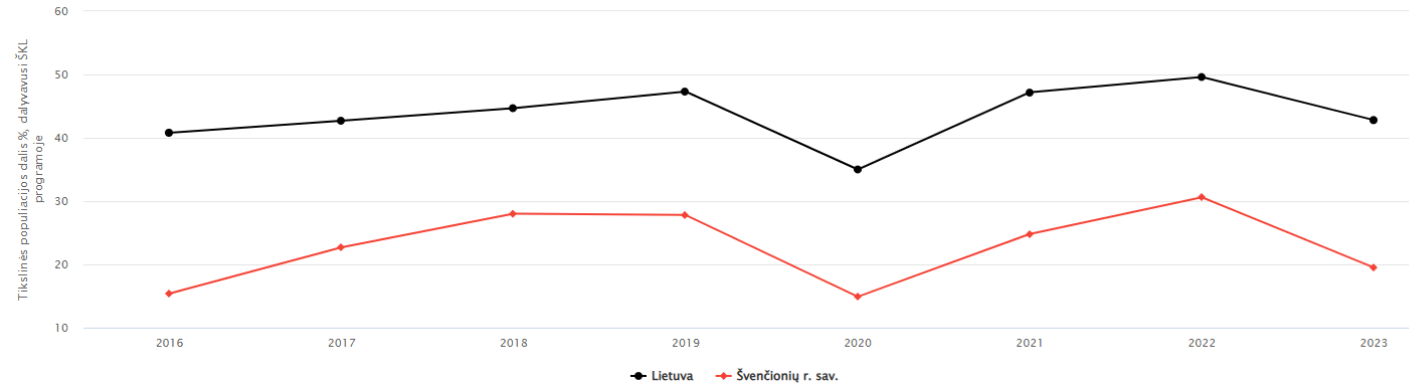 60
50
40
30
20
10
Tikslinės populiacijos dalis %, dalyvavusi ŠKL
programoje
2016 2017 2018 2019 2020 2021 2022 2023
Lietuva Švenčionių r. sav.